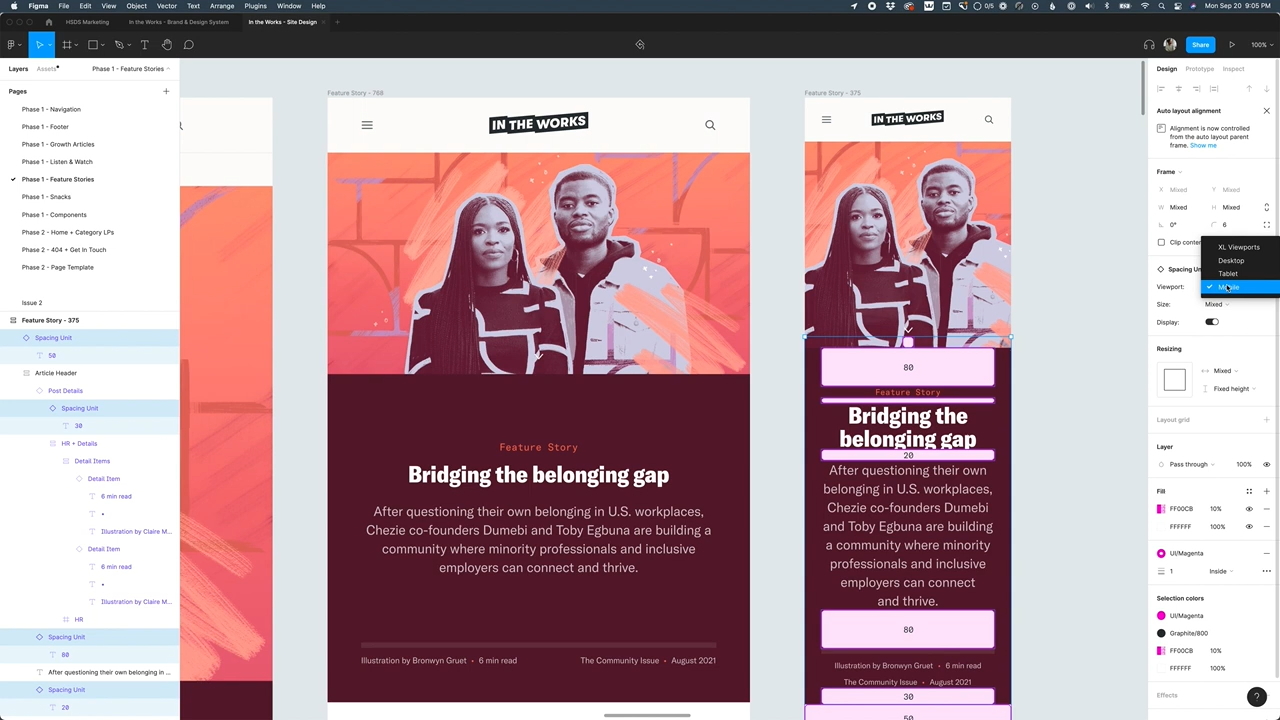 Figma
File
Edit
View
Object
Vector
Text
Arrange
Plugins
Window
Help
100%
Mon Sep 20 9:05 PM
HSDS Marketing
In the Works - Brand & Design System
In the Works - Site Design
Share
100%
Layers
Assets
Phase 1 - Feature Stories
Pages
Phase 1 - Navigation
Phase 1 - Footer
Phase 1 - Growth Articles
Phase 1 - Listen & Watch
Phase 1 - Feature Stories
Phase 1 - Snacks
Phase 1 - Components
Phase 2 - Home + Category LPs
Phase 2 - 404 + Get In Touch
Phase 2 - Page Template
Issue 2
Feature Story - 375
Spacing Unit
50
Article Header
Post Details
Spacing Unit
30
HR + Details
Detail Items
Detail Item
6 min read
•
Illustration by Claire M...
Detail Item
6 min read
•
Illustration by Claire M...
HR
Spacing Unit
80
After questioning their own belonging in ...
Spacing Unit
20
Feature Story - 768
IN THE WORKS
Feature Story
Bridging the belonging gap
After questioning their own belonging in U.S. workplaces,
Chezie co-founders Dumebi and Toby Egbuna are building a
community where minority professionals and inclusive
employers can connect and thrive.
Illustration by Bronwyn Gruet • 6 min read
The Community Issue • August 2021
Feature Story - 375
IN THE WORKS
80
Feature Story
Bridging the
belonging gap
20
After questioning their own
belonging in U.S. workplaces,
Chezie co-founders Dumebi
and Toby Egbuna are building
a community where minority
professionals and inclusive
employers can connect
and thrive.
80
Illustration by Bronwyn Gruet • 6 min read
The Community Issue • August 2021
30
50
Design
Prototype
Inspect
Auto layout alignment
Alignment is now controlled
from the auto layout parent
frame. Show me
Frame
X Mixed
Y Mixed
W Mixed
H Mixed
0°
6
Clip conte
XL Viewports
Desktop
Tablet
Mobile
Spacing Un
Viewport:
Size: Mixed
Display:
Resizing
Mixed
Fixed height
Layout grid
Layer
Pass through
100%
Fill
FF00CB 10%
FFFFFF 100%
UI/Magenta
1
Inside
Selection colors
UI/Magenta
Graphite/800
FF00CB 10%
FFFFFF 100%
Effects
?